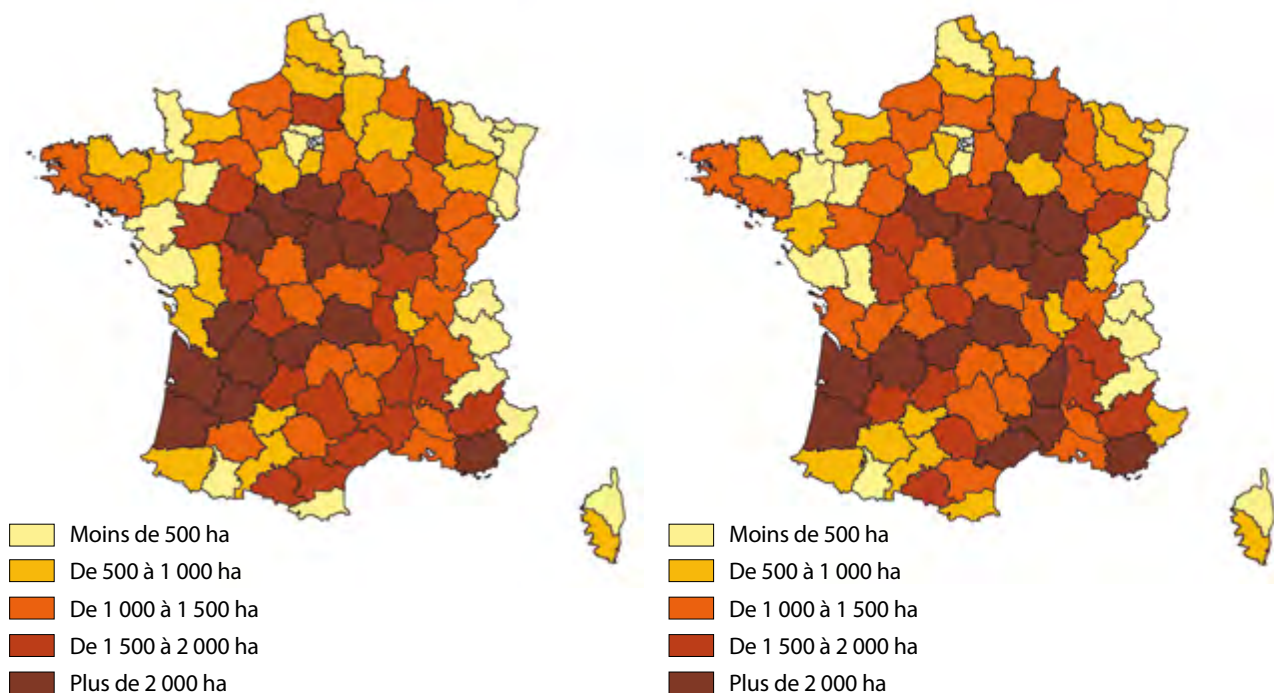 Moins de 500 ha
De 500 à 1 000 ha
De 1 000 à 1 500 ha
De 1 500 à 2 000 ha
Plus de 2 000 ha
Moins de 500 ha
De 500 à 1 000 ha
De 1 000 à 1 500 ha
De 1 500 à 2 000 ha
Plus de 2 000 ha